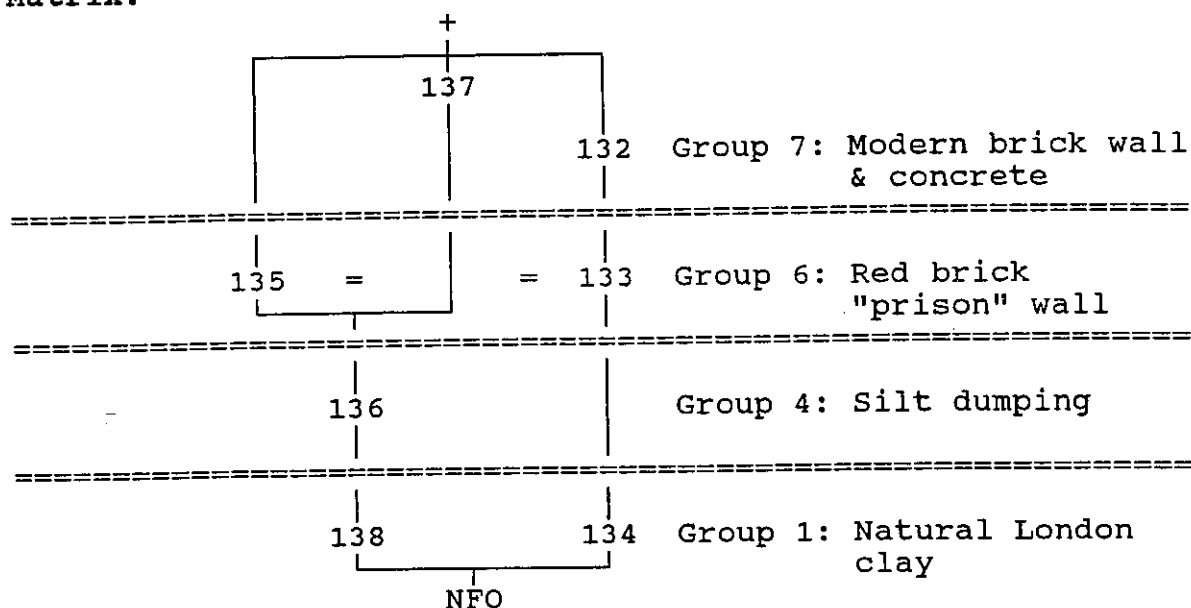 Matrix:
+
137
132 Group 7: Modern brick wall
& concrete
135 = = 133 Group 6: Red brick
"prison" wall
136 Group 4: Silt dumping
138 134 Group 1: Natural London
clay
NFO